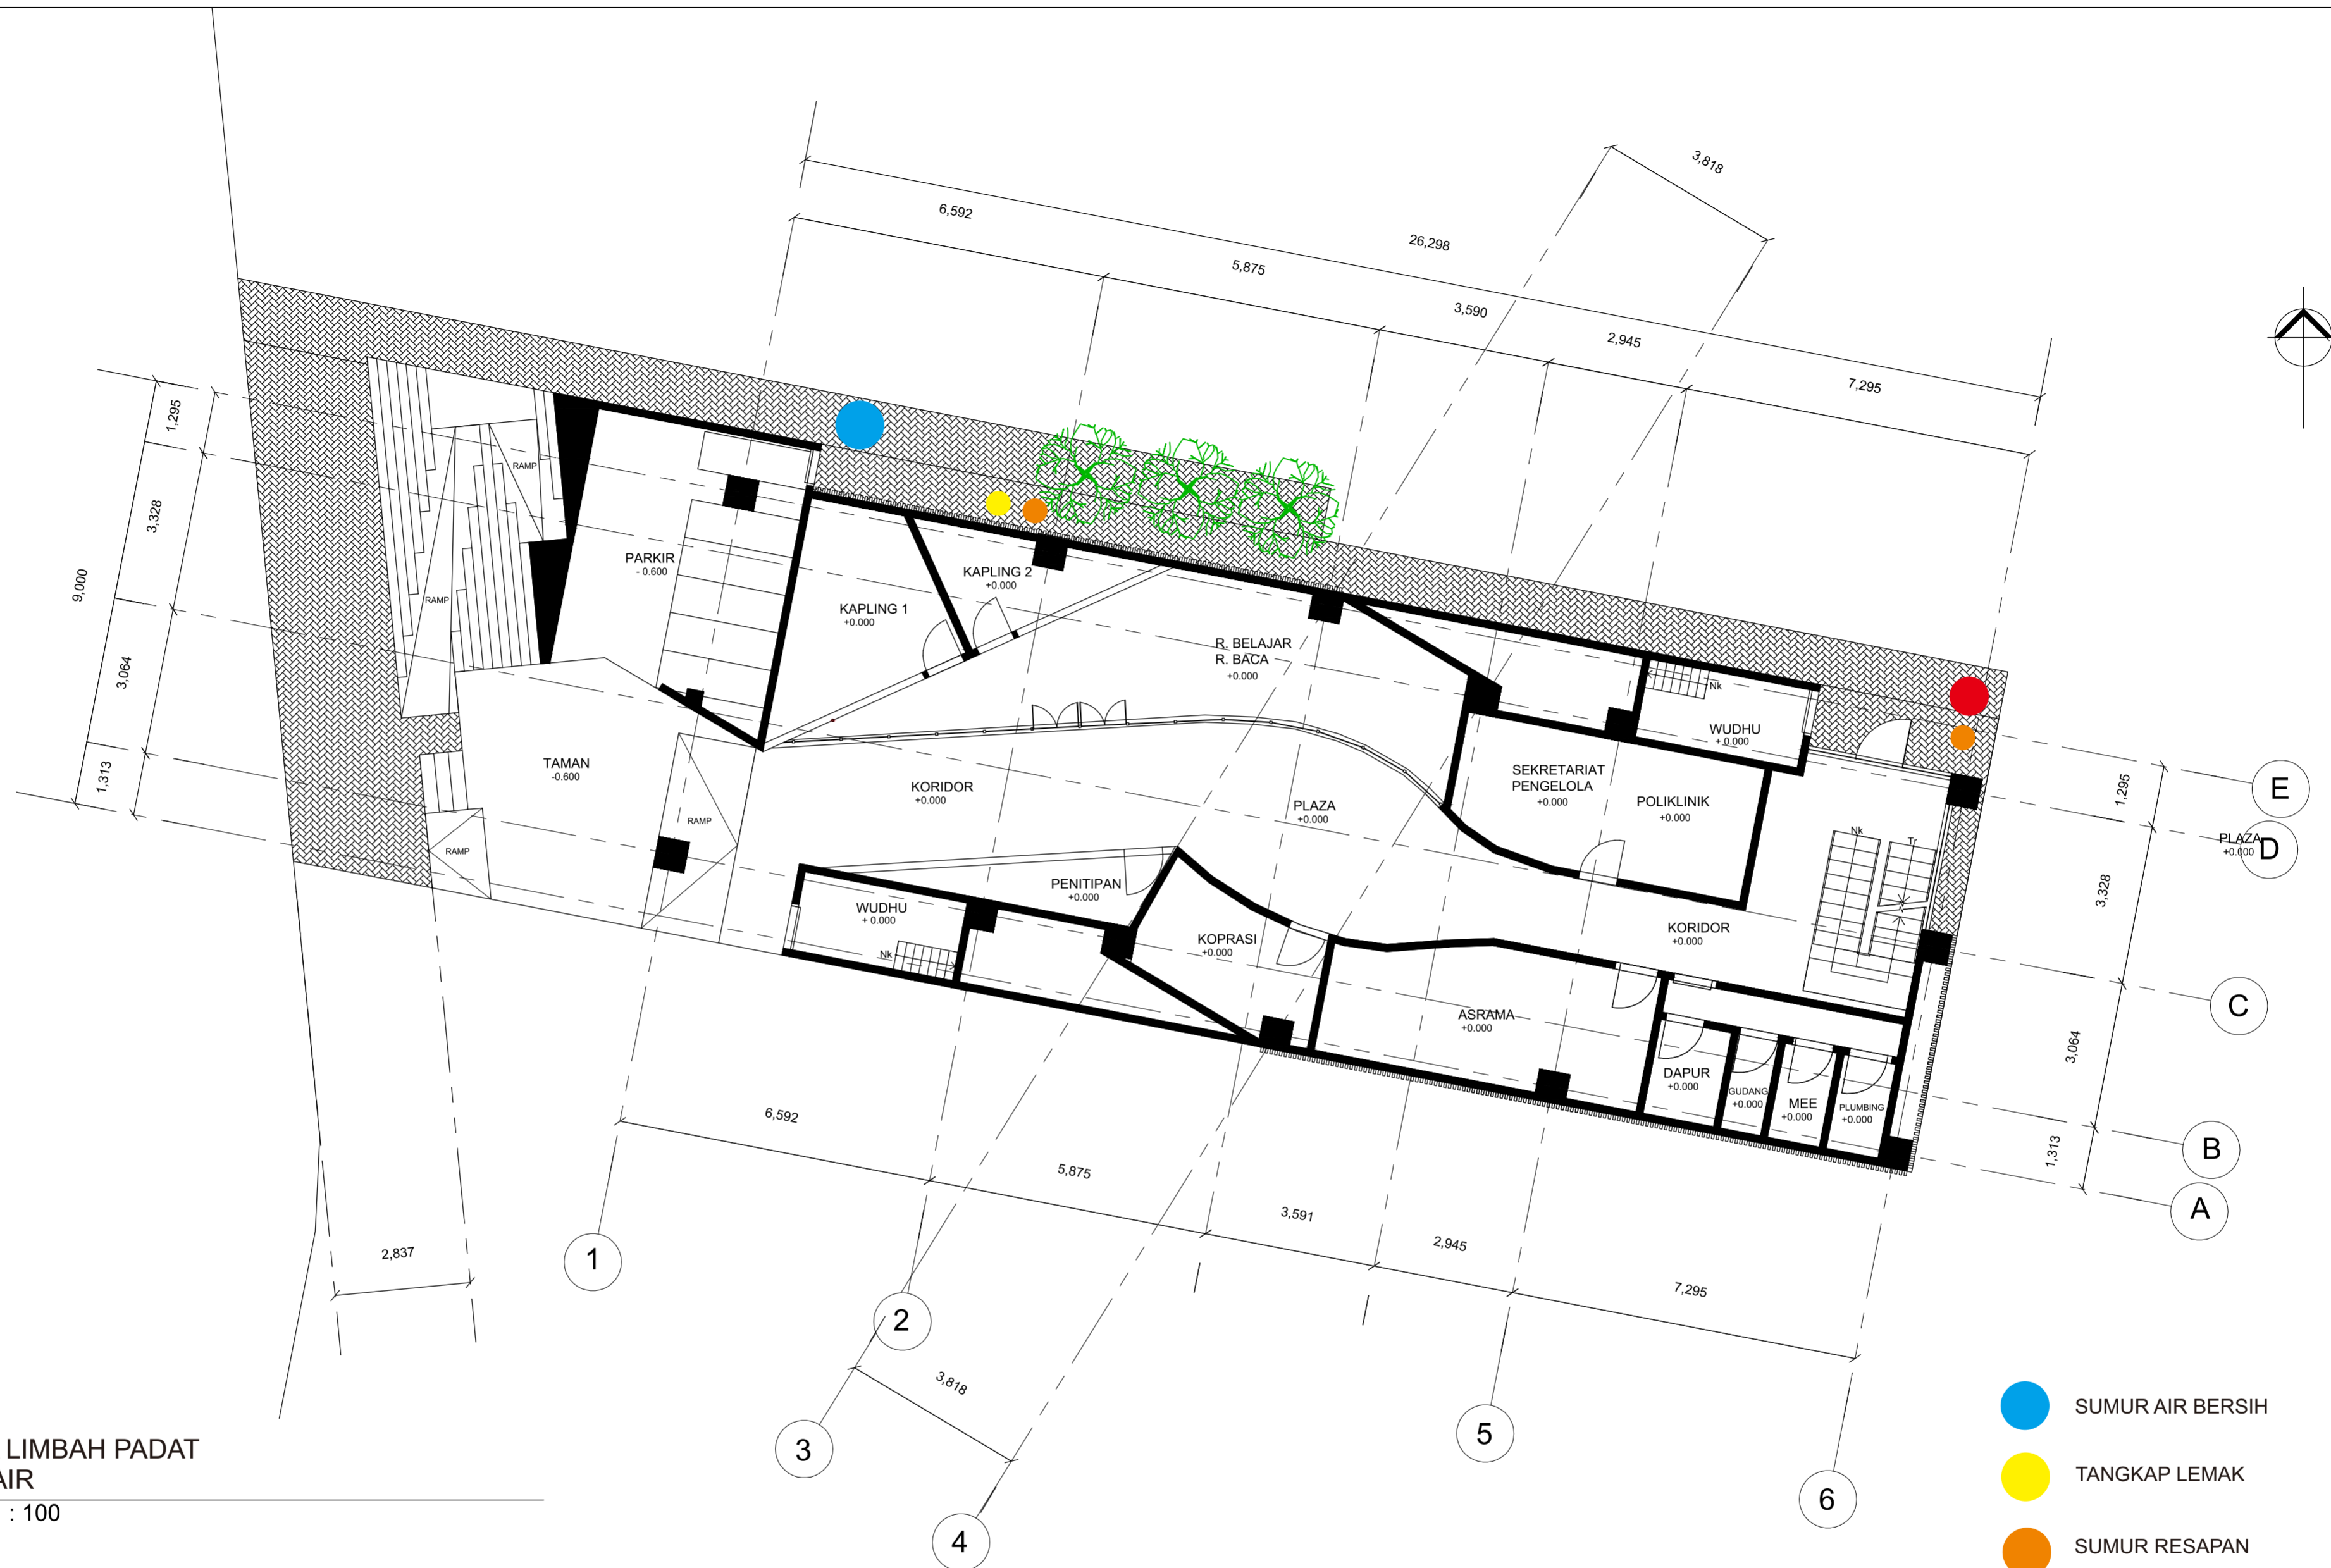 3,818
6,592
26,298
5,875
3,590
2,945
7,295
1,295
3,328
9,000
3,064
1,313
RAMP
RAMP
PARKIR
- 0.600
KAPLING 2
+0.000
KAPLING 1
+0.000
R. BELAJAR
R. BACA
+0.000
Nk
WUDHU
+ 0.000
TAMAN
-0.600
KORIDOR
+0.000
PLAZA
+0.000
SEKRETARIAT
PENGELOLA
+0.000
POLIKLINIK
+0.000
RAMP
RAMP
Nk
Tr
PLAZA
+0.000
E
D
1,295
3,328
PENITIPAN
+0.000
WUDHU
+ 0.000
Nk
KOPRASI
+0.000
KORIDOR
+0.000
C
ASRAMA
+0.000
3,064
DAPUR
+0.000
GUDANG
+0.000
MEE
+0.000
PLUMBING
+0.000
1,313
B
A
6,592
5,875
3,591
2,945
7,295
2,837
1
2
3,818
3
4
5
6
LIMBAH PADAT
AIR
: 100
SUMUR AIR BERSIH
TANGKAP LEMAK
SUMUR RESAPAN